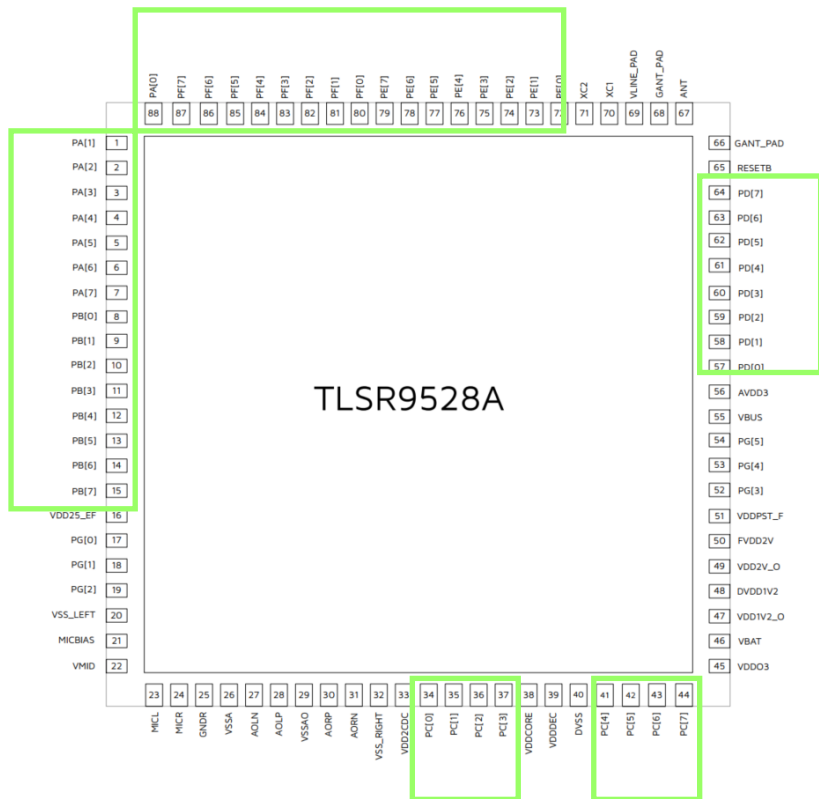 PA[0] PF[7] PF[6] PF[5] PF[4] PF[3] PF[2] PF[1] PF[0] PE[7] PE[6] PE[5] PE[4] PE[3] PE[2] PE[1] PE[0] XC2 XC1 VLINE_PAD GANT_PAD ANT
88 87 86 85 84 83 82 81 80 79 78 77 76 75 74 73 72 71 70 69 68 67
PA[1] 1
PA[2] 2
PA[3] 3
PA[4] 4
PA[5] 5
PA[6] 6
PA[7] 7
PB[0] 8
PB[1] 9
PB[2] 10
PB[3] 11
PB[4] 12
PB[5] 13
PB[6] 14
PB[7] 15
VDD25_EF 16
PG[0] 17
PG[1] 18
PG[2] 19
VSS_LEFT 20
MICBIAS 21
VMID 22
TLSR9528A
66 GANT_PAD
65 RESETB
64 PD[7]
63 PD[6]
62 PD[5]
61 PD[4]
60 PD[3]
59 PD[2]
58 PD[1]
57 PD[0]
56 AVDD3
55 VBUS
54 PG[5]
53 PG[4]
52 PG[3]
51 VDDPST_F
50 FVDD2V
49 VDD2V_O
48 DVDD1V2
47 VDD1V2_O
46 VBAT
45 VDDO3
23 24 25 26 27 28 29 30 31 32 33 34 35 36 37 38 39 40 41 42 43 44
MICL MICR GNDR VSSA AOLN AOLP VSSAO AORP AORN VSS_RIGHT VDD2CDC PC[0] PC[1] PC[2] PC[3] VDDCORE VDDDEC DVSS PC[4] PC[5] PC[6] PC[7]